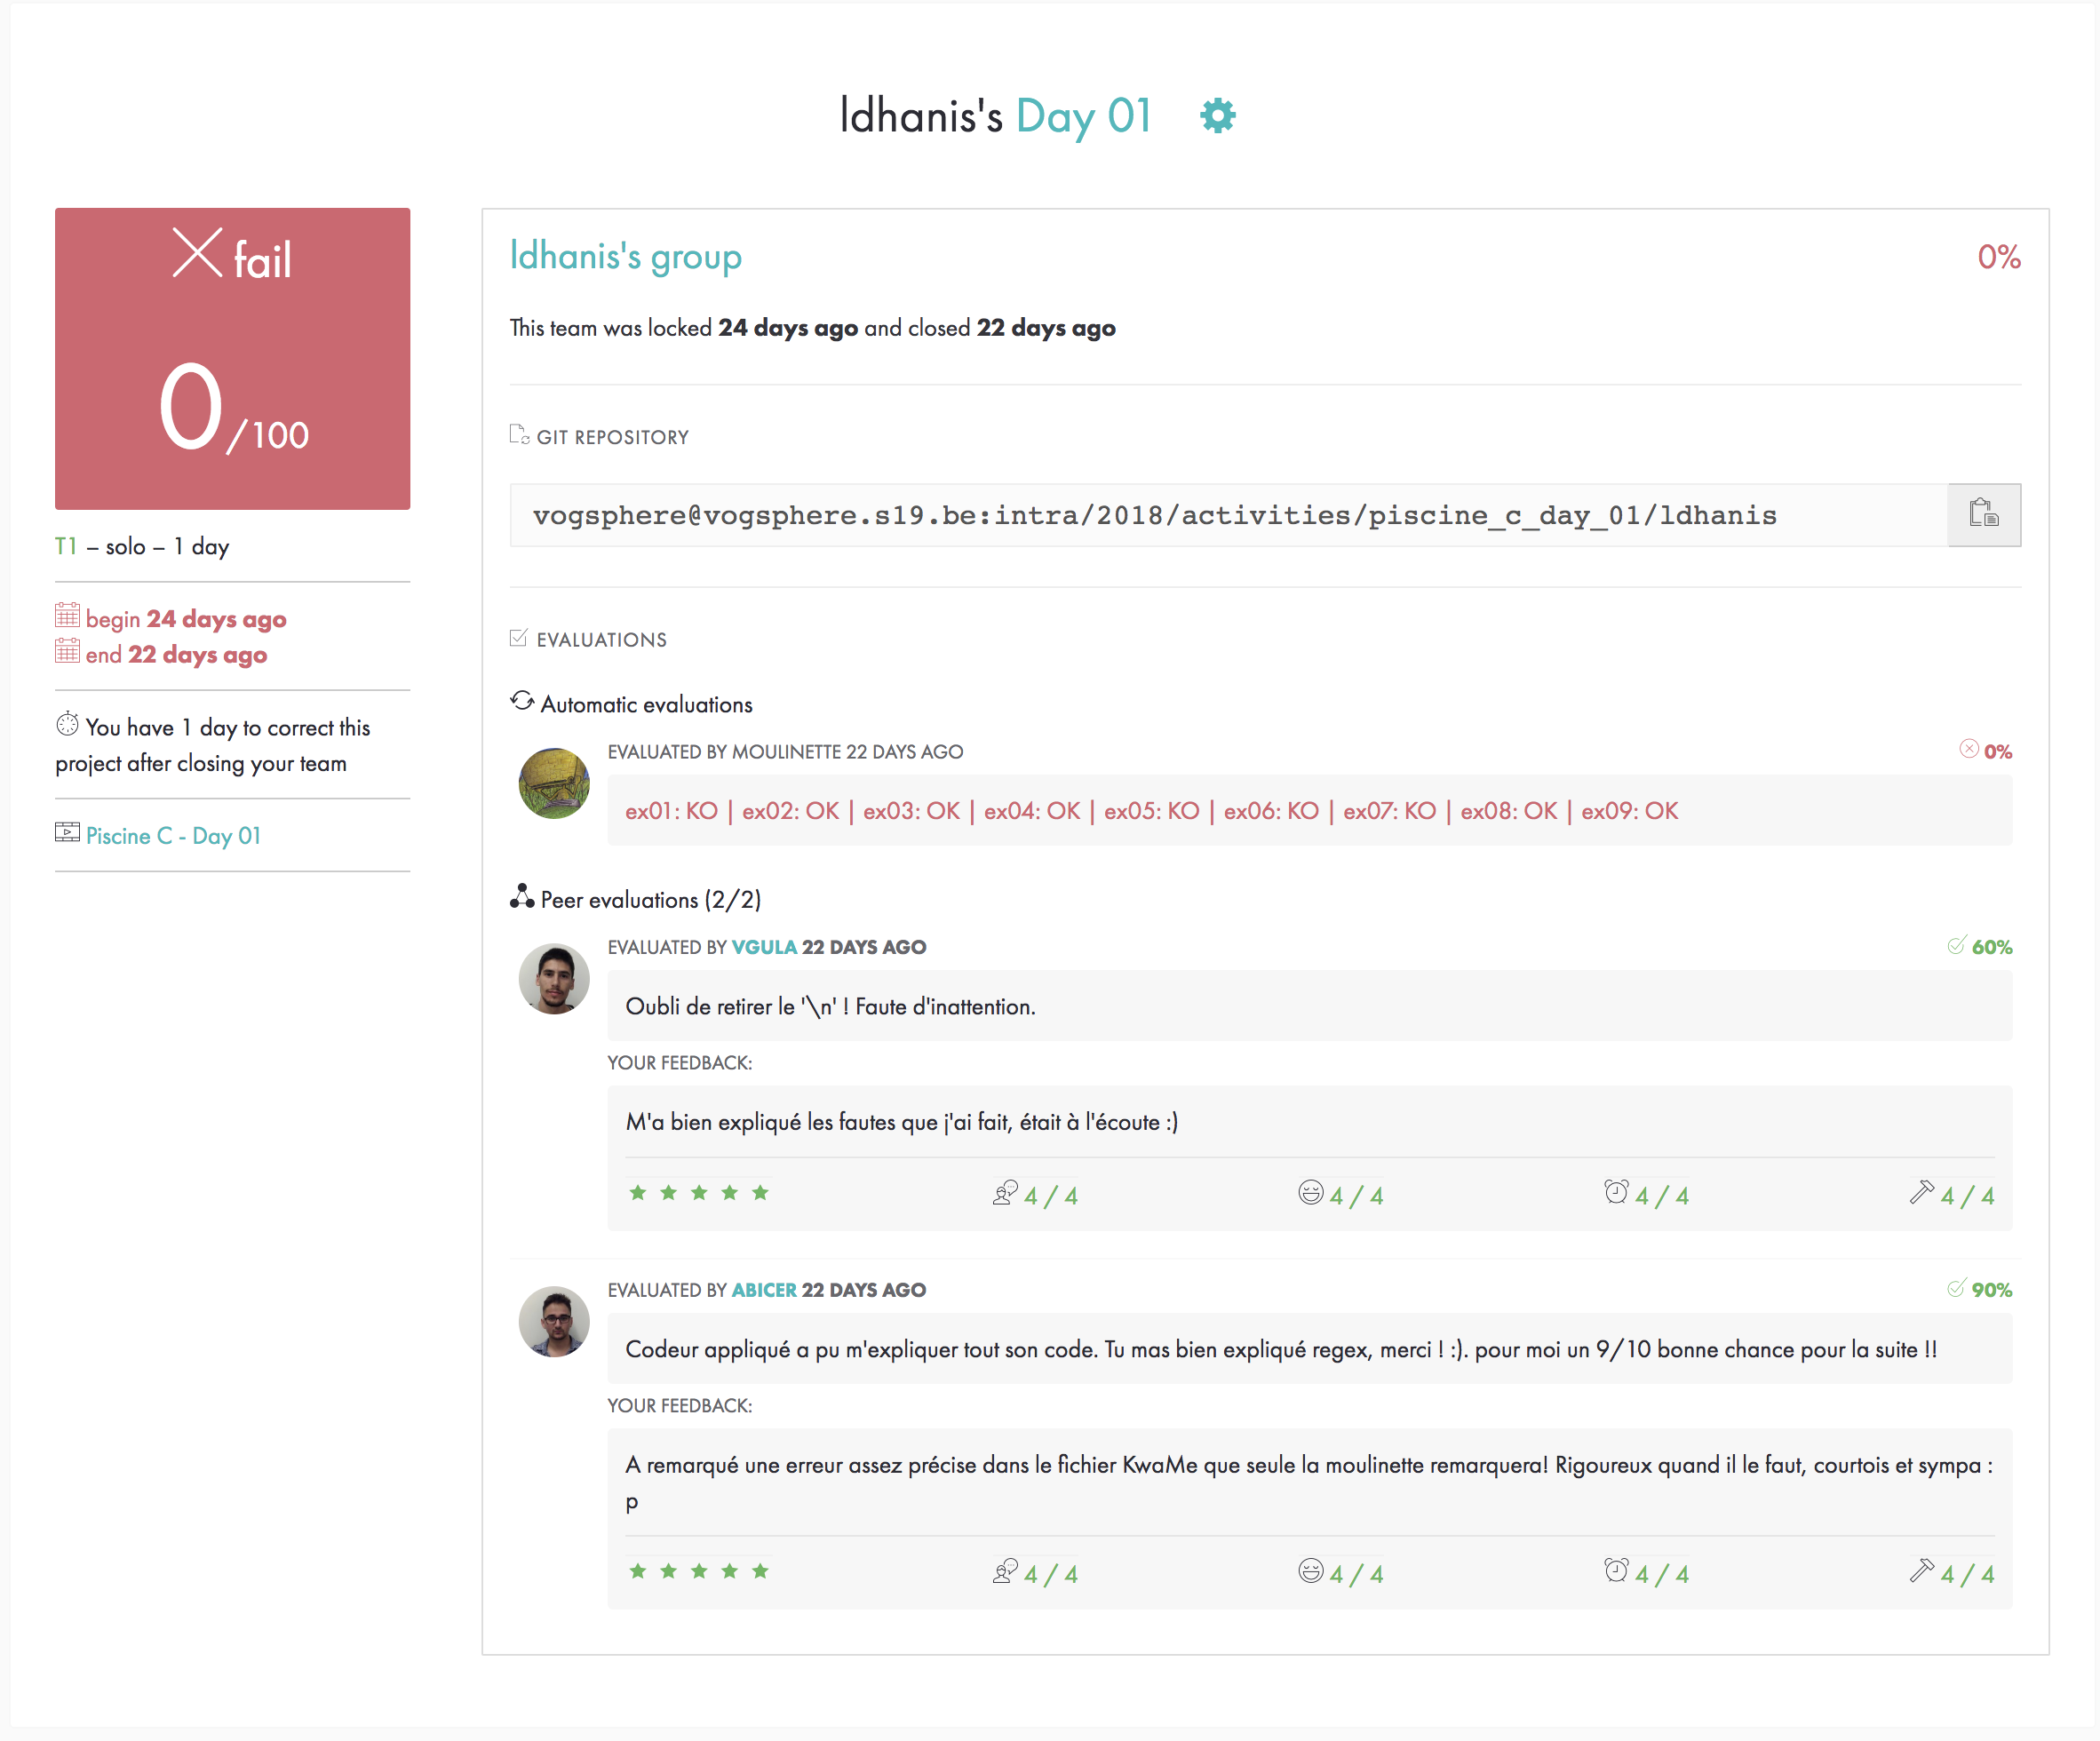 ldhanis's Day 01
fail
0/100
T1 – solo – 1 day
begin 24 days ago
end 22 days ago
You have 1 day to correct this
project after closing your team
Piscine C - Day 01
ldhanis's group
0%
This team was locked 24 days ago and closed 22 days ago
GIT REPOSITORY
vogsphere@vogsphere.s19.be:intra/2018/activities/piscine_c_day_01/ldhanis
EVALUATIONS
Automatic evaluations
EVALUATED BY MOULINETTE 22 DAYS AGO
0%
ex01: KO | ex02: OK | ex03: OK | ex04: OK | ex05: KO | ex06: KO | ex07: KO | ex08: OK | ex09: OK
Peer evaluations (2/2)
EVALUATED BY VGULA 22 DAYS AGO
60%
Oubli de retirer le '\n' ! Faute d'inattention.
YOUR FEEDBACK:
M'a bien expliqué les fautes que j'ai fait, était à l'écoute :)
4 / 4
4 / 4
4 / 4
4 / 4
EVALUATED BY ABICER 22 DAYS AGO
90%
Codeur appliqué a pu m'expliquer tout son code. Tu mas bien expliqué regex, merci ! :). pour moi un 9/10 bonne chance pour la suite !!
YOUR FEEDBACK:
A remarqué une erreur assez précise dans le fichier KwaMe que seule la moulinette remarquera! Rigoureux quand il le faut, courtois et sympa :
p
4 / 4
4 / 4
4 / 4
4 / 4